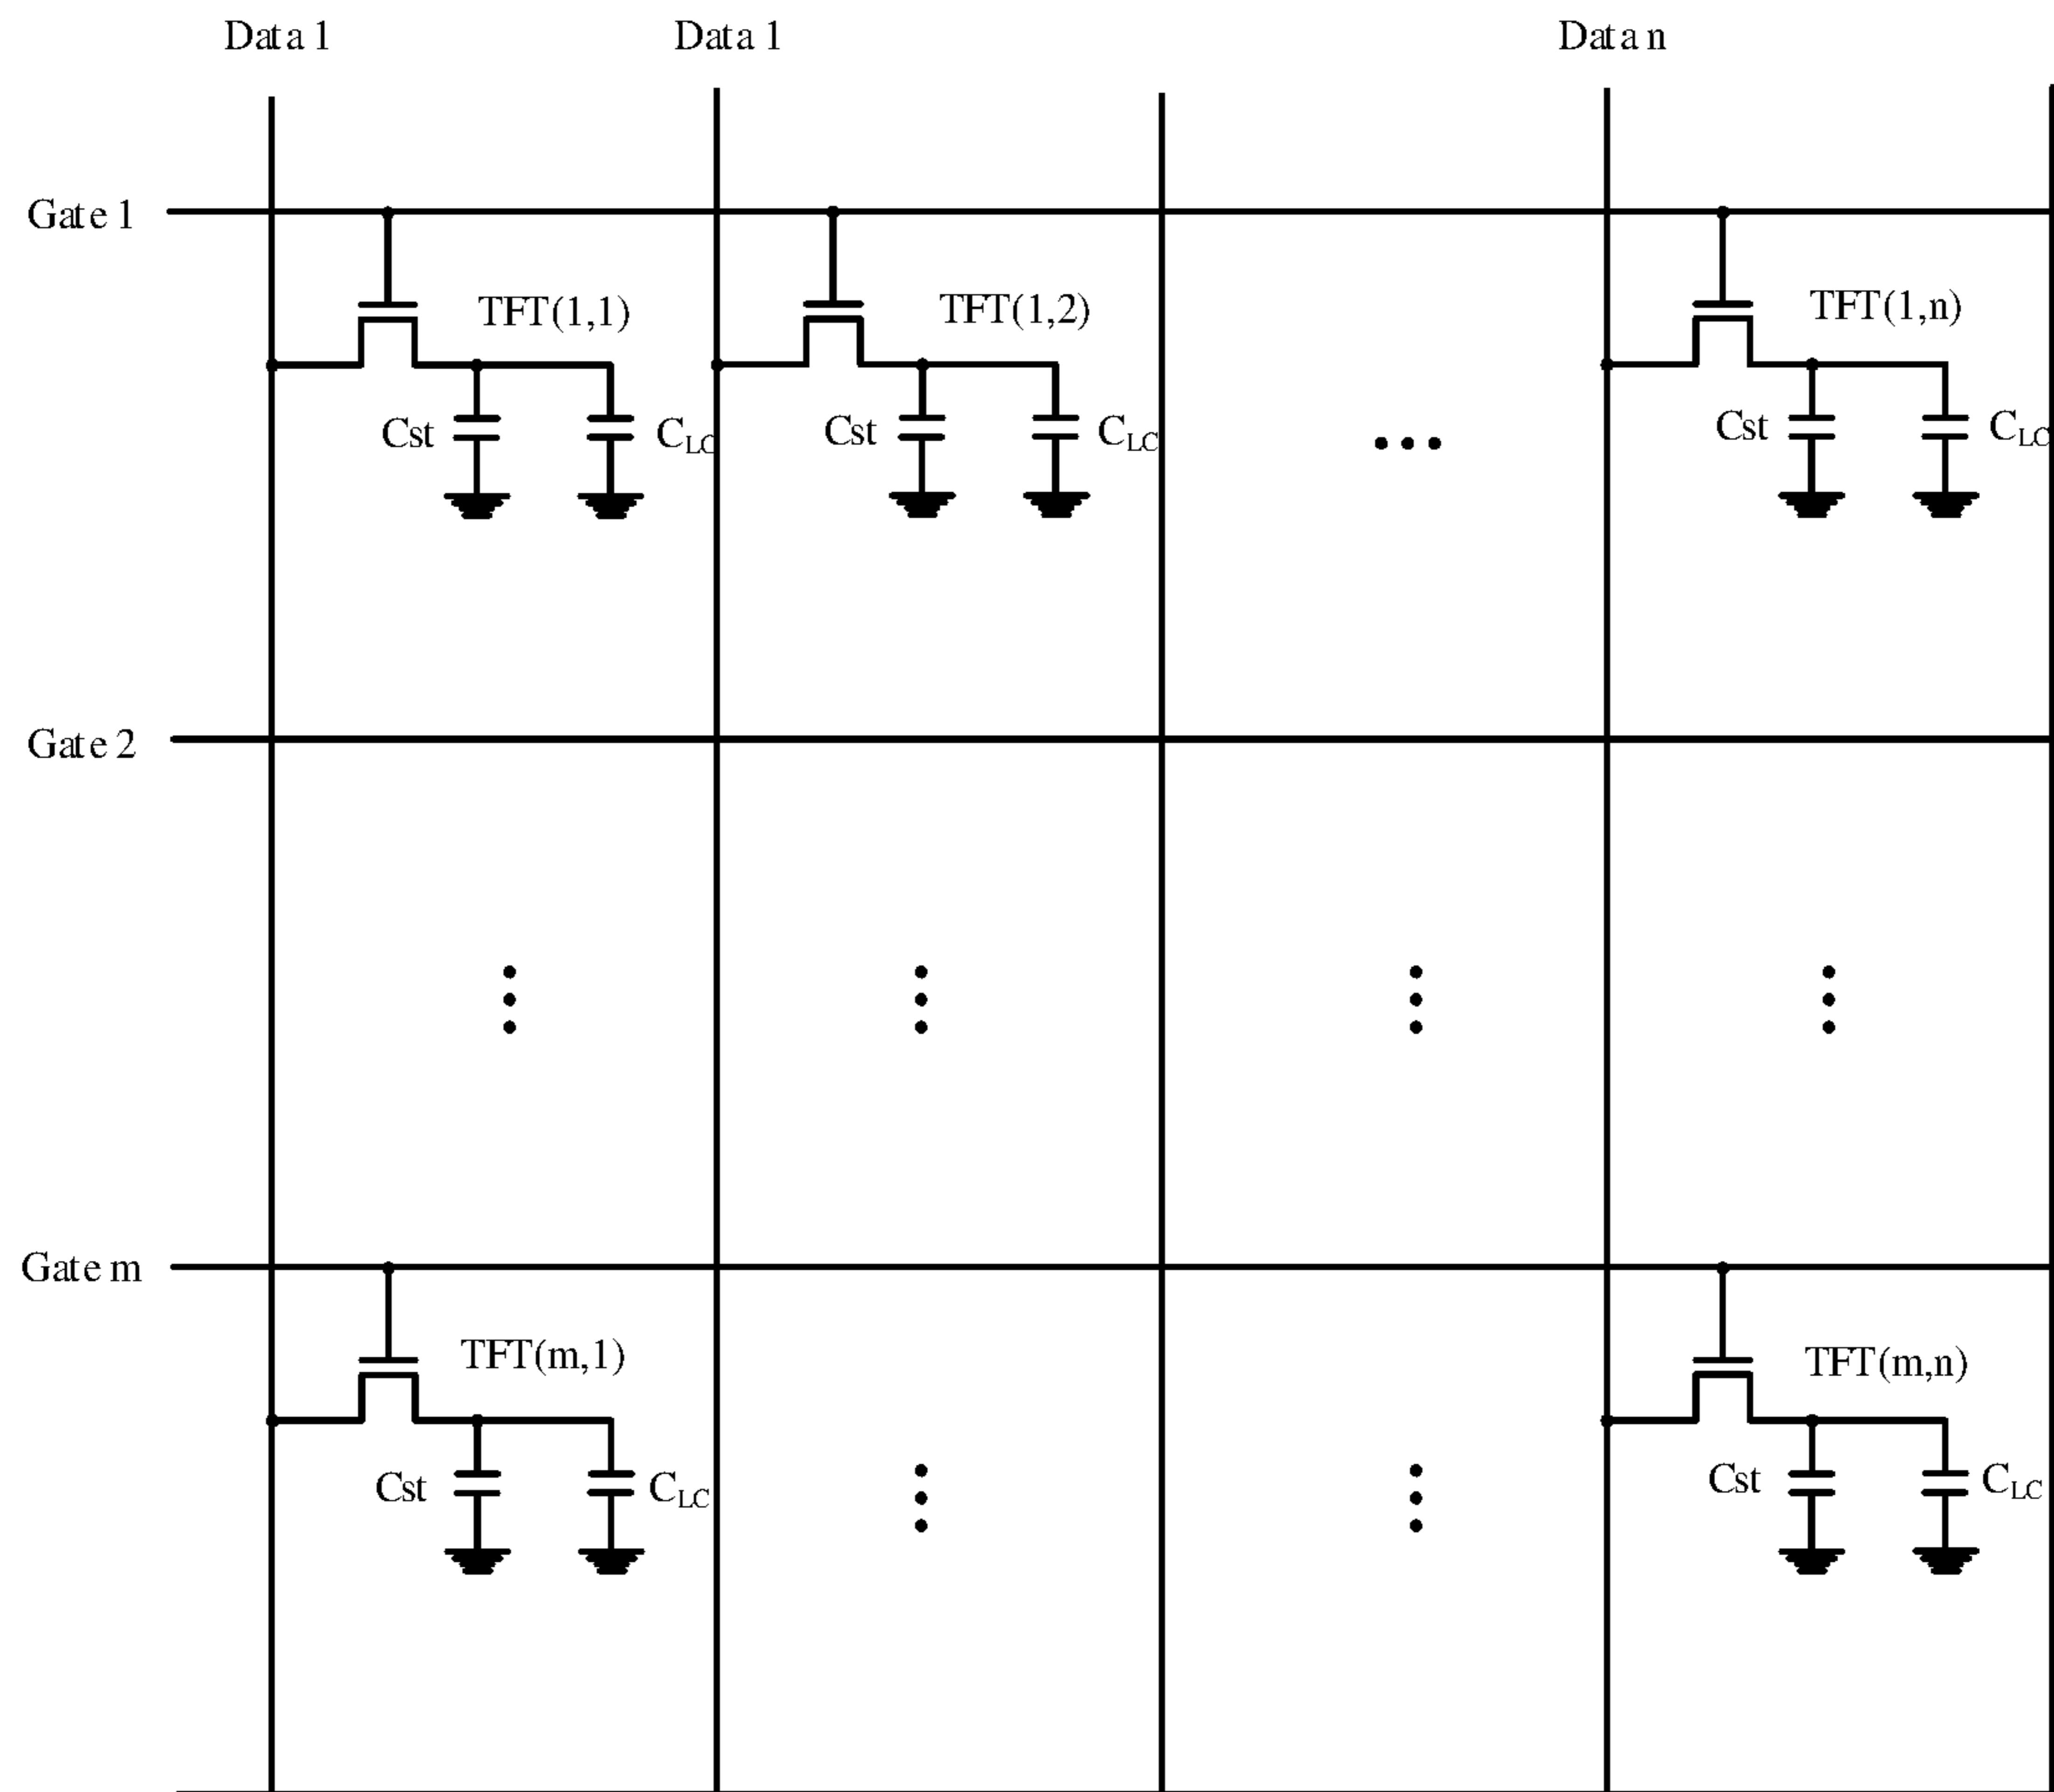 Data 1
Data 1
Data n
Gate 1
TFT(1,1)
TFT(1,2)
TFT(1,n)
Cst
CLC
Cst
CLC
Cst
CLC
Gate 2
Gate m
TFT(m,1)
TFT(m,n)
Cst
CLC
Cst
CLC